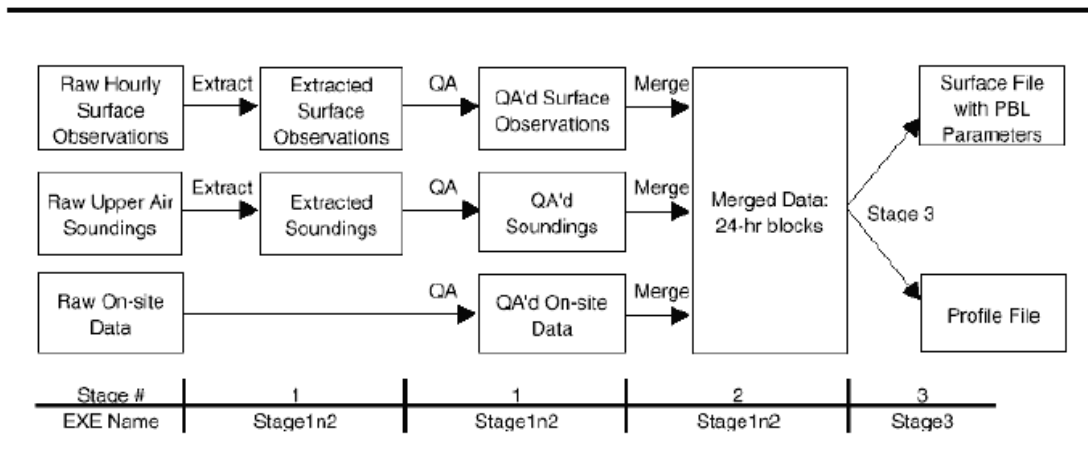 Raw Hourly
Surface
Observations
Extract
Extracted
Surface
Observations
QA
QA'd Surface
Observations
Merge
Surface File
with PBL
Parameters
Raw Upper Air
Soundings
Extract
Extracted
Soundings
QA
QA'd
Soundings
Merge
Merged Data:
24-hr blocks
Stage 3
Raw On-site
Data
QA
QA'd On-site
Data
Merge
Profile File
Stage # 1 1 2 3
EXE Name Stage1n2 Stage1n2 Stage1n2 Stage3